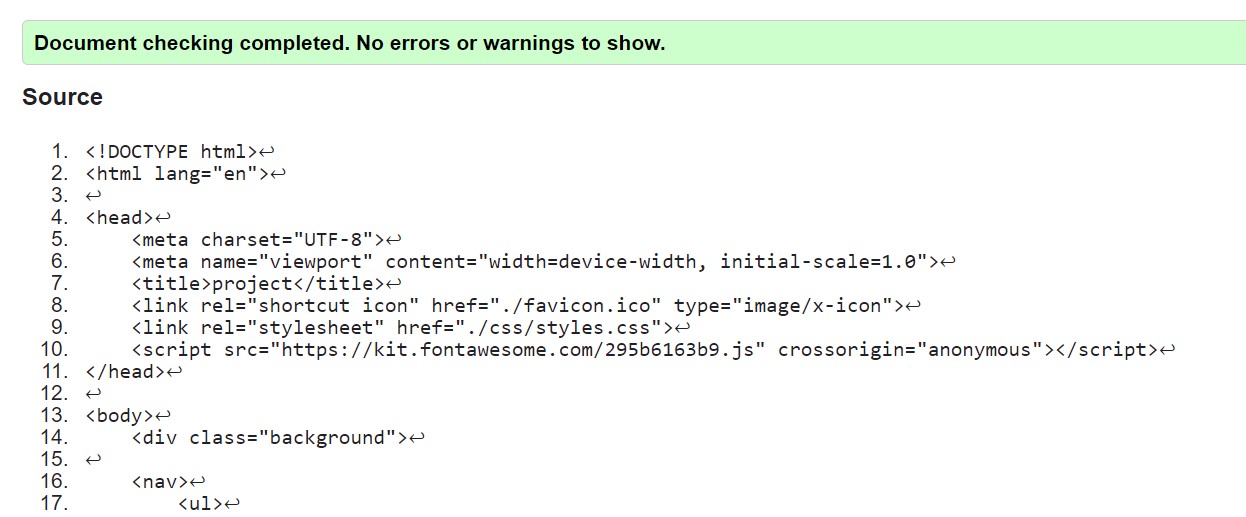 Document checking completed. No errors or warnings to show.
Source
1. <!DOCTYPE html>↩
2. <html lang="en">↩
3. ↩
4. <head>↩
5.     <meta charset="UTF-8">↩
6.     <meta name="viewport" content="width=device-width, initial-scale=1.0">↩
7.     <title>project</title>↩
8.     <link rel="shortcut icon" href="./favicon.ico" type="image/x-icon">↩
9.     <link rel="stylesheet" href="./css/styles.css">↩
10.     <script src="https://kit.fontawesome.com/295b6163b9.js" crossorigin="anonymous"></script>↩
11. </head>↩
12. ↩
13. <body>↩
14.     <div class="background">↩
15. ↩
16.     <nav>↩
17.         <ul>↩